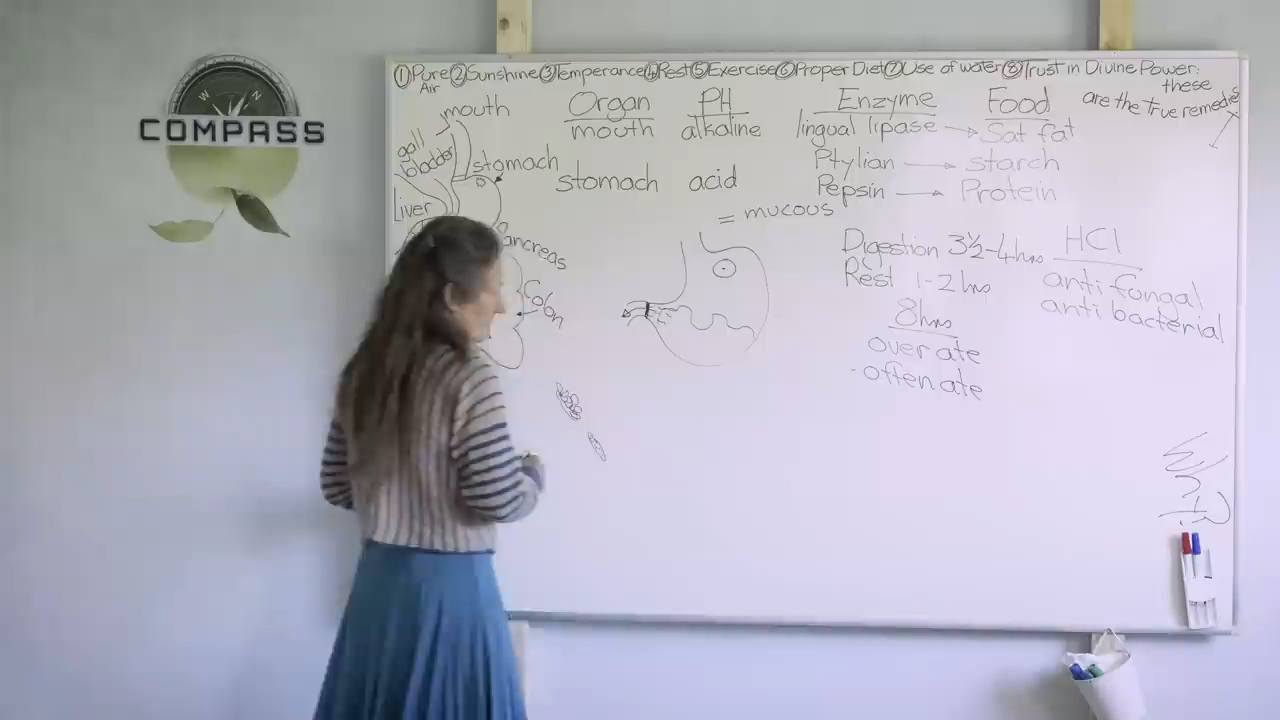 W N
COMPASS
①Pure Air ②Sunshine ③Temperance ④Rest ⑤Exercise ⑥Proper Diet ⑦Use of water ⑧Trust in Divine Power:
these
are the true remedies
mouth
gall
bladder
stomach
Liver
Pancreas
Colon
Organ PH Enzyme Food
mouth alkaline lingual lipase → Sat fat
Ptylian → starch
stomach acid Pepsin → Protein
= mucous
Digestion 3½-4hrs
Rest 1-2 hrs
8hrs
over ate
- offen ate
HCl
anti fungal
anti bacterial